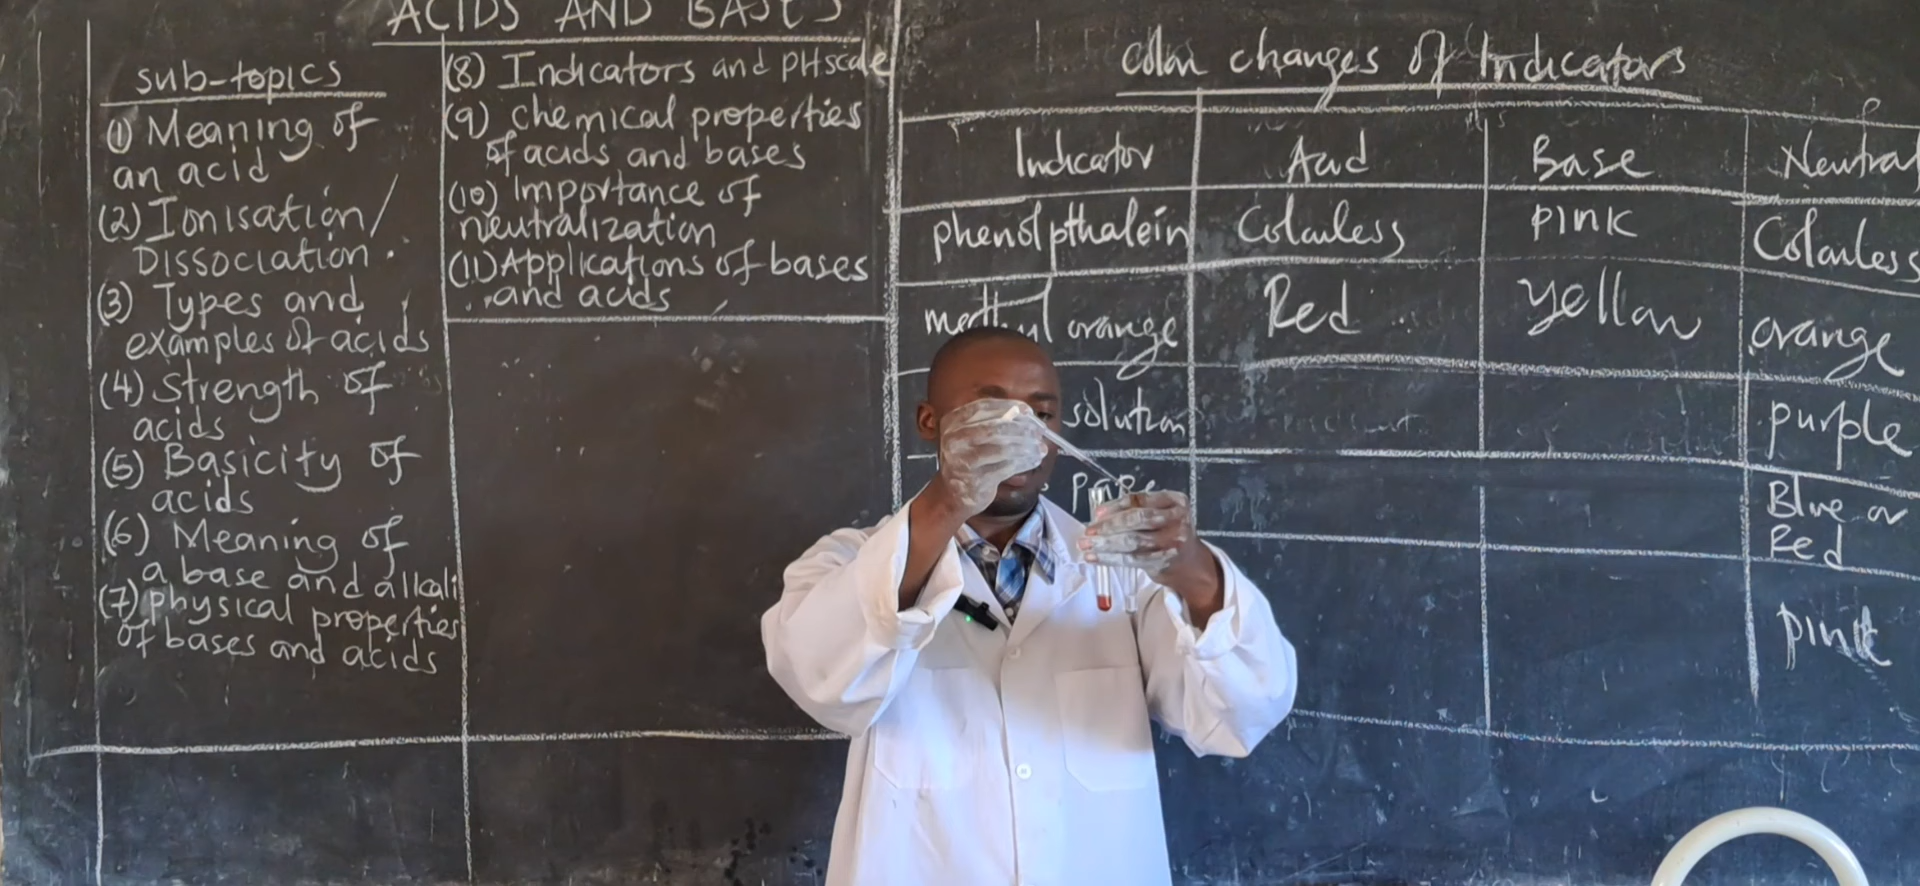 ACIDS AND BASES
sub-topics
(1) Meaning of
an acid
(2) Ionisation/
Dissociation.
(3) Types and
examples of acids
(4) Strength of
acids
(5) Basicity of
acids
(6) Meaning of
a base and alkali
(7) physical properties
of bases and acids
(8) Indicators and PH scale
(9) chemical properties
of acids and bases
(10) Importance of
neutralization
(11) Applications of bases
and acids
Colour changes of Indicators
Indicator Acid Base Neutral
phenolpthalein Colourless PINK Colourless
methyl orange Red yellow orange
solution purple
Blue or
Red
pink